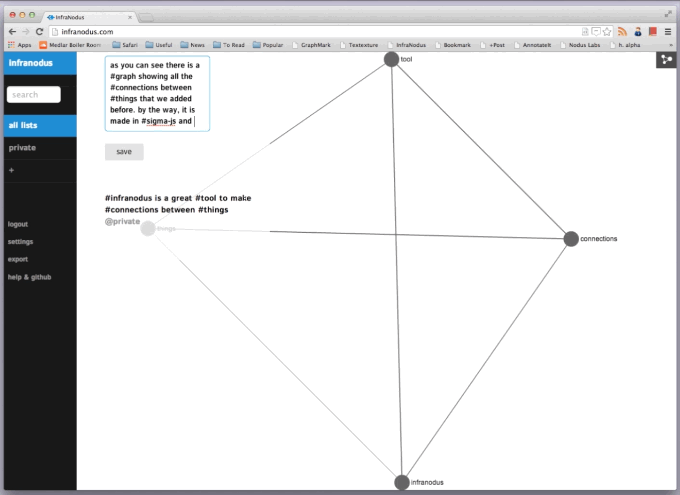 InfraNodus
infranodus.com
Apps
Medlar Boiler Room
Safari
Useful
News
To Read
Popular
GraphMark
Textexture
InfraNodus
Bookmark
+Post
AnnotateIt
Nodus Labs
h. alpha
infranodus
search
all lists
private
+
logout
settings
export
help & github
as you can see there is a
#graph showing all the
#connections between
#things that we added
before. by the way, it is
made in #sigma-js and
save
#infranodus is a great #tool to make
#connections between #things
@private
things
tool
connections
infranodus